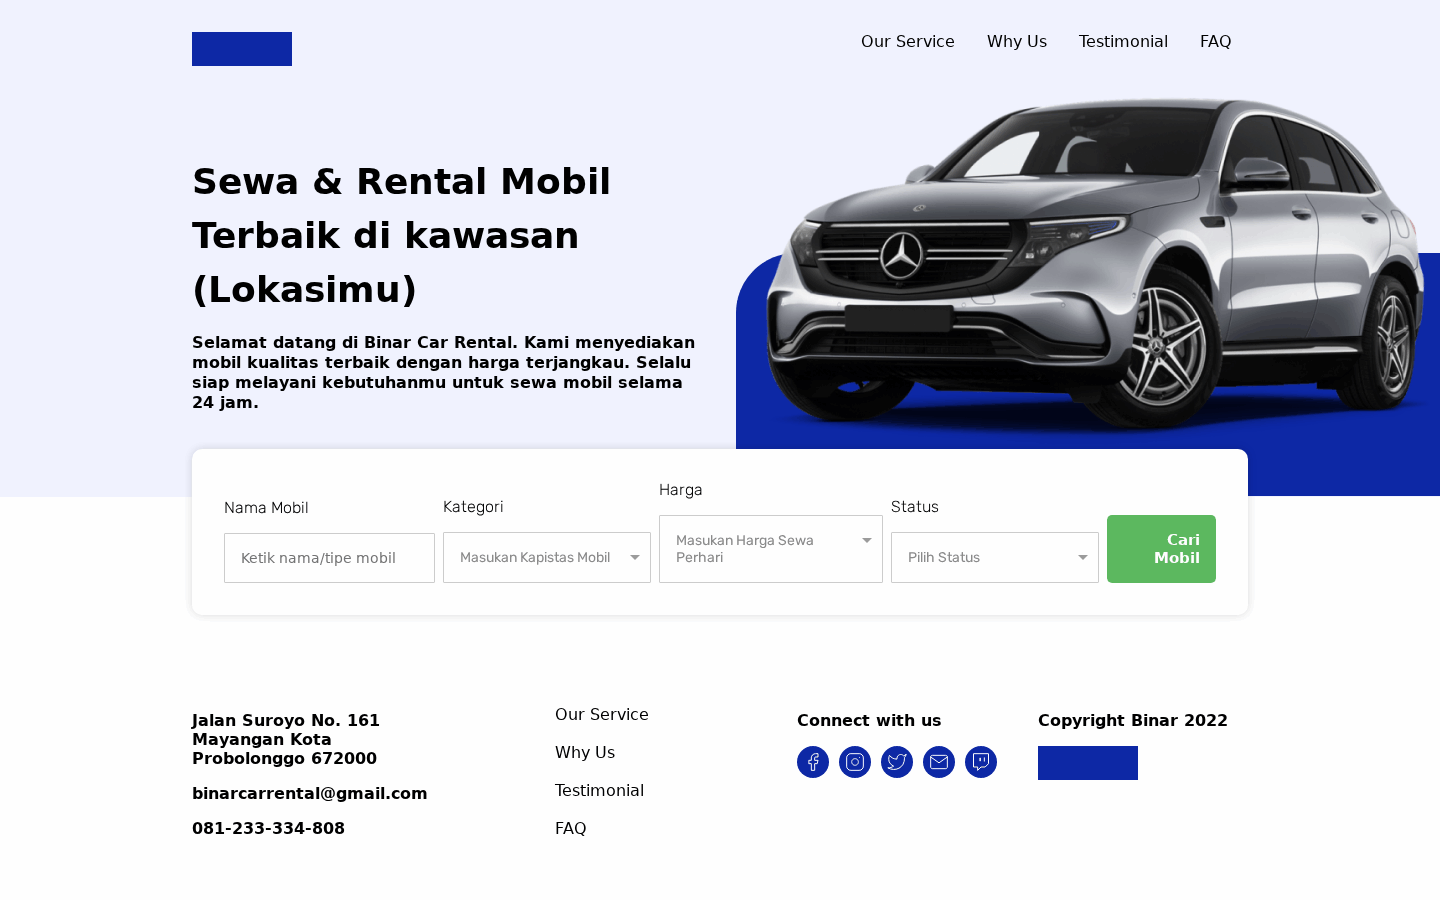 Our Service
Why Us
Testimonial
FAQ
Sewa & Rental Mobil
Terbaik di kawasan
(Lokasimu)
Selamat datang di Binar Car Rental. Kami menyediakan
mobil kualitas terbaik dengan harga terjangkau. Selalu
siap melayani kebutuhanmu untuk sewa mobil selama
24 jam.
Nama Mobil
Ketik nama/tipe mobil
Kategori
Masukan Kapistas Mobil
Harga
Masukan Harga Sewa
Perhari
Status
Pilih Status
Cari
Mobil
Jalan Suroyo No. 161
Mayangan Kota
Probolonggo 672000
binarcarrental@gmail.com
081-233-334-808
Our Service
Why Us
Testimonial
FAQ
Connect with us
Copyright Binar 2022